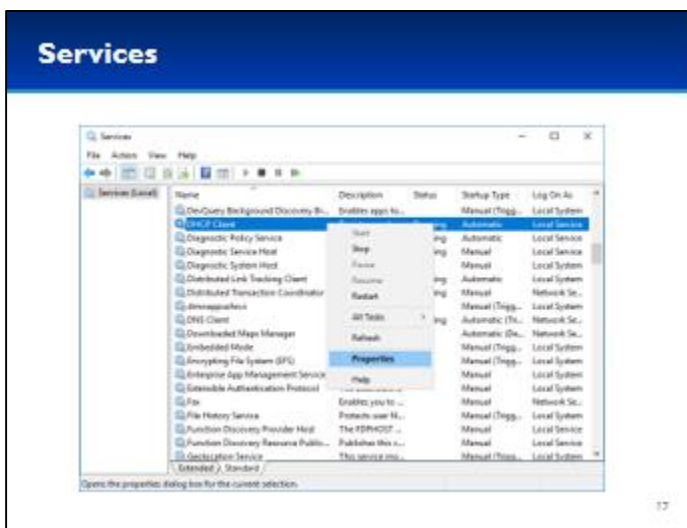 Services
Services
File Action View Help
Services (Local)
Name Description Status Startup Type Log On As
DevQuery Background Discovery B... Enables apps to... Manual (Trigg... Local System
DHCP Client Running Automatic Local Service
Diagnostic Policy Service ing Automatic Local Service
Diagnostic Service Host ing Manual Local Service
Diagnostic System Host ing Manual Local System
Distributed Link Tracking Client ing Automatic Local System
Distributed Transaction Coordinator ing Manual Network Se...
dmwappushsvc Manual (Trigg... Local System
DNS Client ing Automatic (Tri... Network Se...
Downloaded Maps Manager Automatic (De... Network Se...
Embedded Mode Manual (Trigg... Local System
Encrypting File System (EFS) Manual (Trigg... Local System
Enterprise App Management Service Manual Local System
Extensible Authentication Protocol Manual Local System
Fax Enables you to ... Manual Network Se...
File History Service Protects user fil... Manual (Trigg... Local System
Function Discovery Provider Host The FDPHOST ... Manual Local Service
Function Discovery Resource Public... Publishes this c... Manual Local Service
Geolocation Service This service mo... Manual (Trigg... Local System
Start
Stop
Pause
Resume
Restart
All Tasks
Refresh
Properties
Help
Extended Standard
Opens the properties dialog box for the current selection.
17